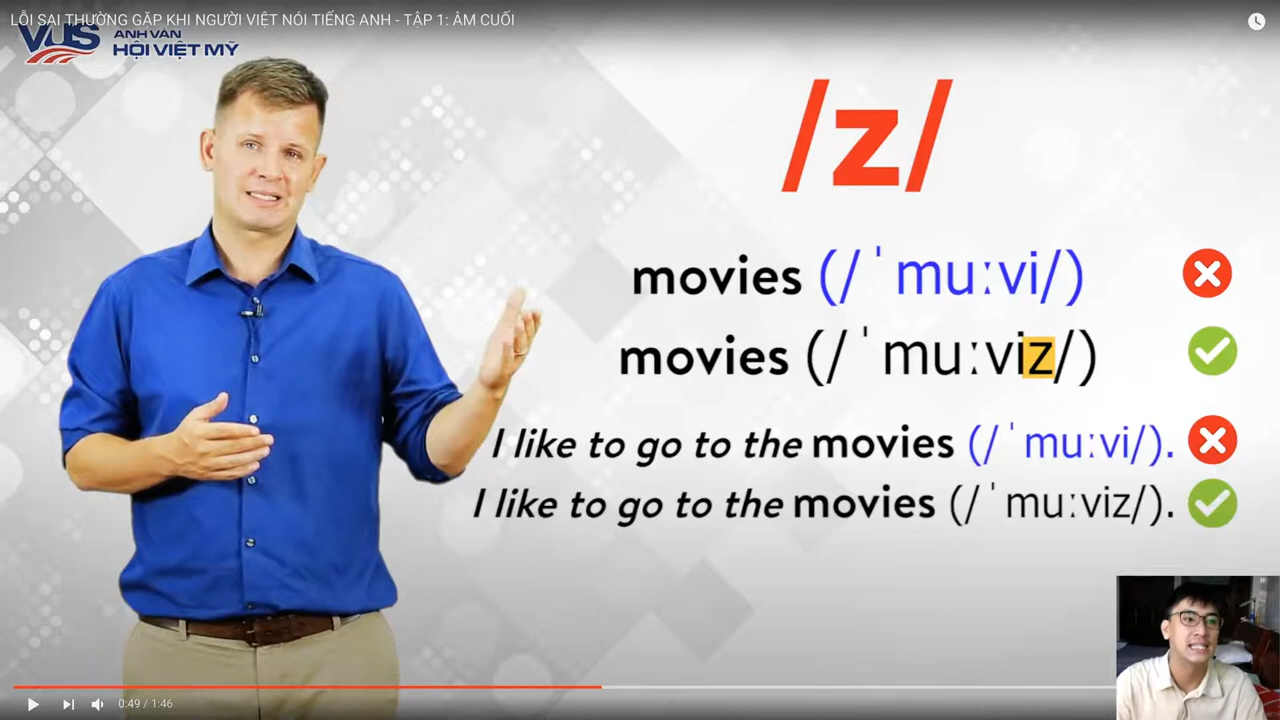 LỖI SAI THƯỜNG GẶP KHI NGƯỜI VIỆT NÓI TIẾNG ANH - TẬP 1: ÂM CUỐI
VUS
ANH VĂN
HỘI VIỆT MỸ
/z/
movies (/ˈmuːvi/)
movies (/ˈmuːviz/)
I like to go to the movies (/ˈmuːvi/).
I like to go to the movies (/ˈmuːviz/).
0:49 / 1:46